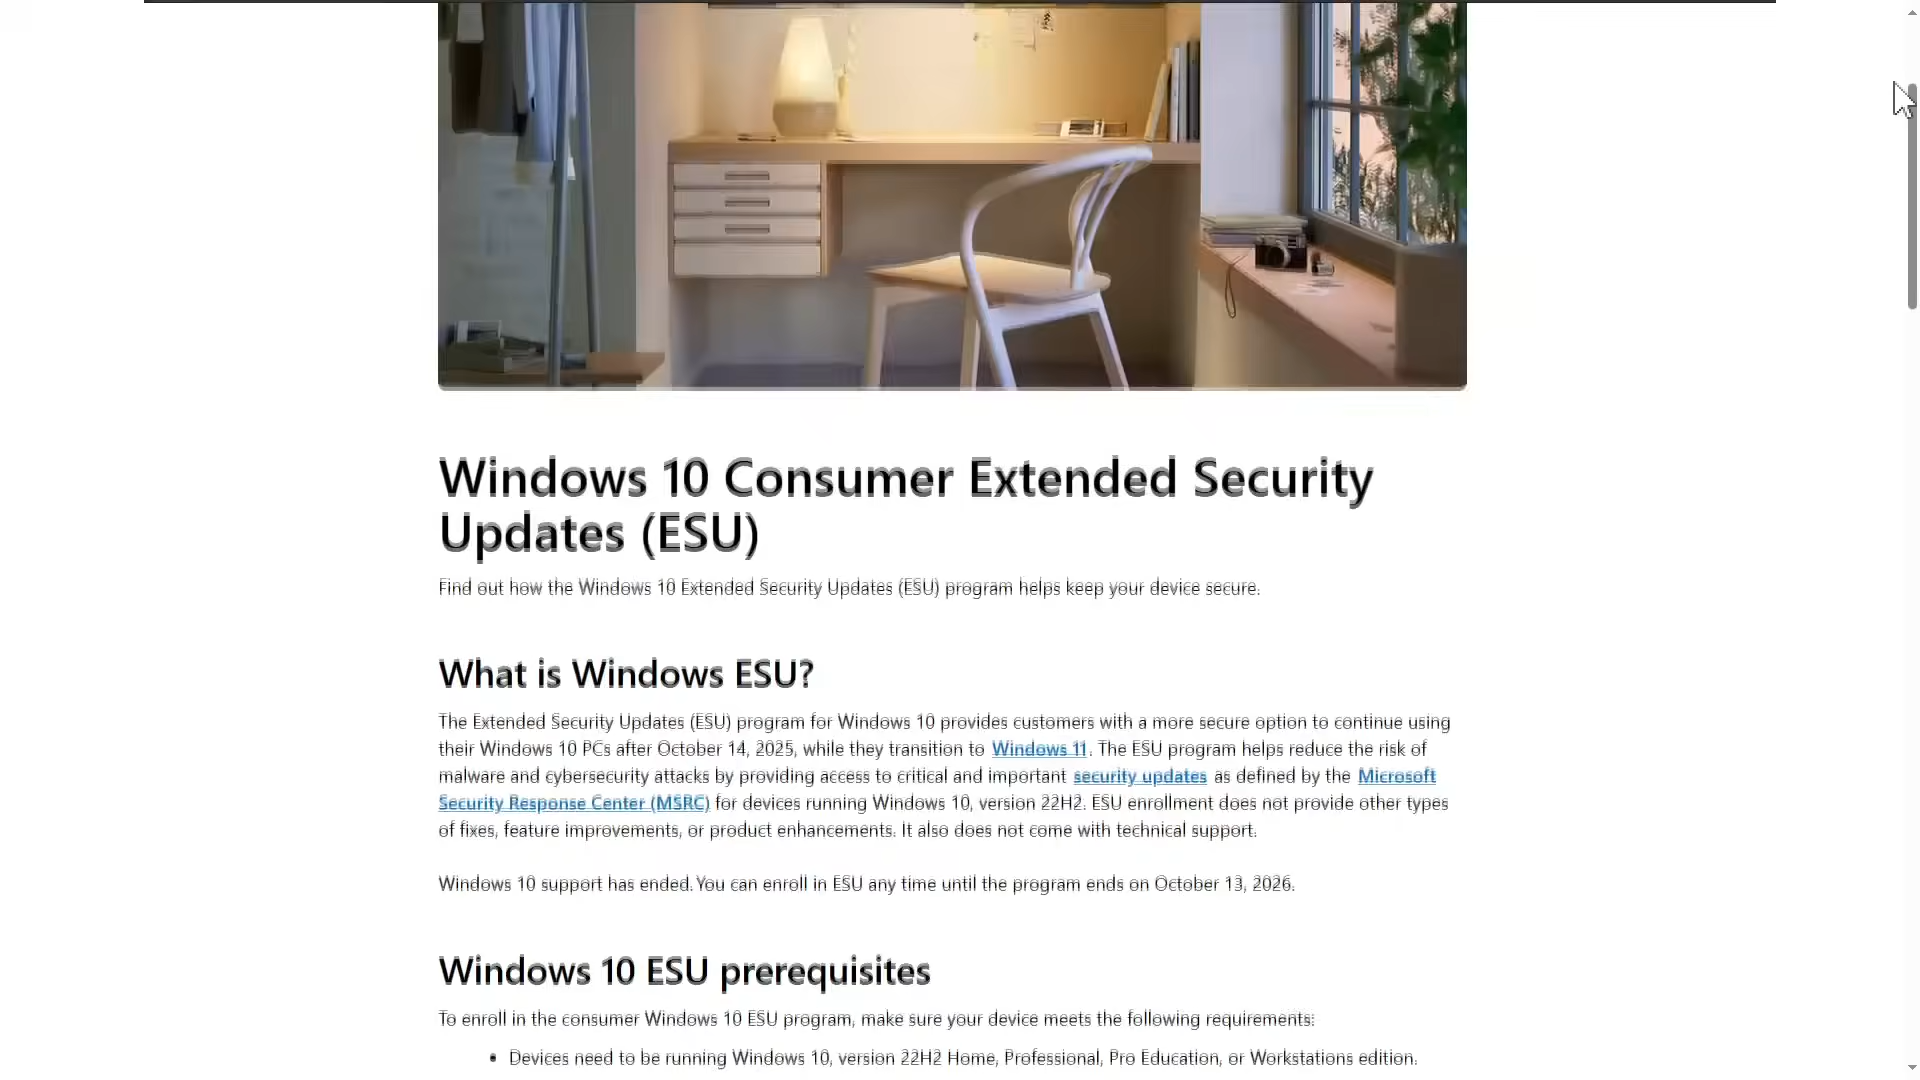 Windows 10 Consumer Extended Security
Updates (ESU)
Find out how the Windows 10 Extended Security Updates (ESU) program helps keep your device secure.
What is Windows ESU?
The Extended Security Updates (ESU) program for Windows 10 provides customers with a more secure option to continue using
their Windows 10 PCs after October 14, 2025, while they transition to Windows 11. The ESU program helps reduce the risk of
malware and cybersecurity attacks by providing access to critical and important security updates as defined by the Microsoft
Security Response Center (MSRC) for devices running Windows 10, version 22H2. ESU enrollment does not provide other types
of fixes, feature improvements, or product enhancements. It also does not come with technical support.
Windows 10 support has ended. You can enroll in ESU any time until the program ends on October 13, 2026.
Windows 10 ESU prerequisites
To enroll in the consumer Windows 10 ESU program, make sure your device meets the following requirements:
• Devices need to be running Windows 10, version 22H2 Home, Professional, Pro Education, or Workstations edition.